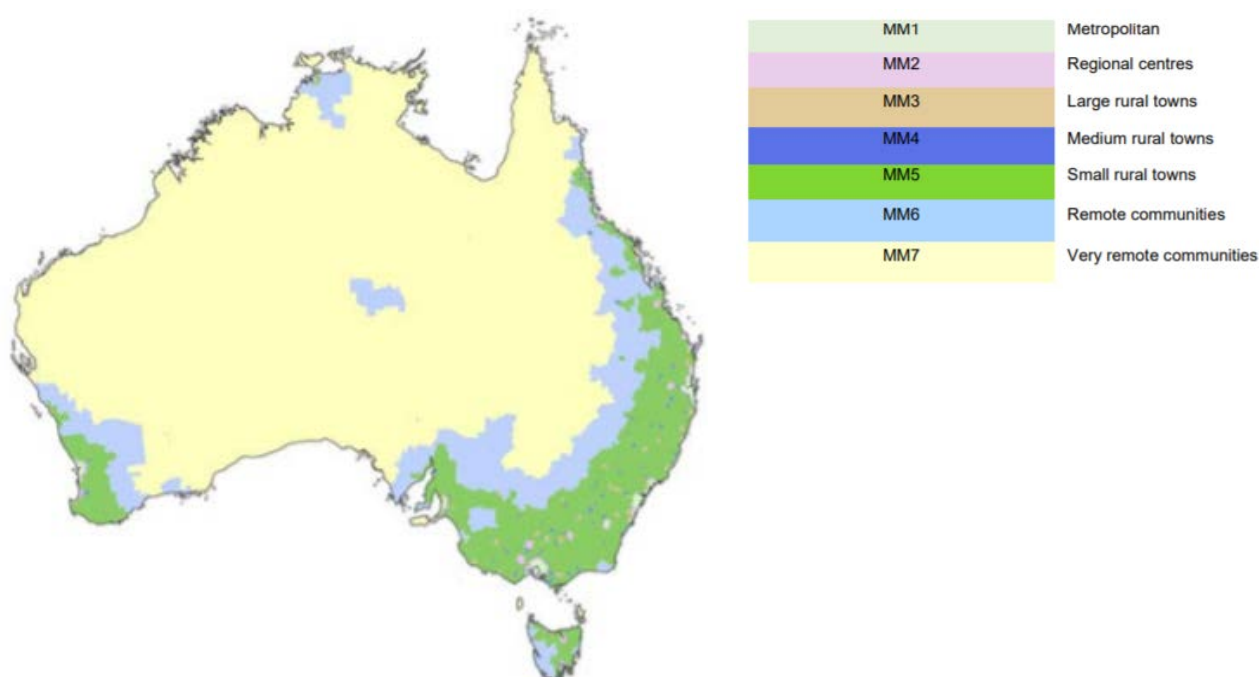 MM1 Metropolitan
MM2 Regional centres
MM3 Large rural towns
MM4 Medium rural towns
MM5 Small rural towns
MM6 Remote communities
MM7 Very remote communities